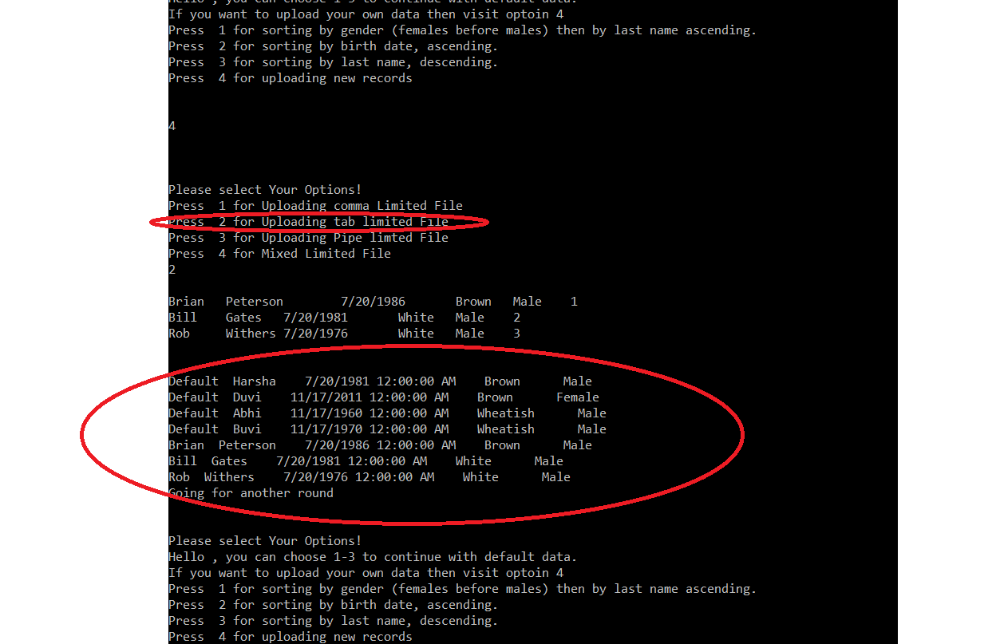 Hello , you can choose 1-3 to continue with default data.
If you want to upload your own data then visit optoin 4
Press  1 for sorting by gender (females before males) then by last name ascending.
Press  2 for sorting by birth date, ascending.
Press  3 for sorting by last name, descending.
Press  4 for uploading new records
4
Please select Your Options!
Press  1 for Uploading comma Limited File
Press  2 for Uploading tab limited File
Press  3 for Uploading Pipe limted File
Press  4 for Mixed Limited File
2
Brian   Peterson        7/20/1986       Brown   Male    1
Bill    Gates   7/20/1981       White   Male    2
Rob     Withers 7/20/1976       White   Male    3
Default  Harsha    7/20/1981 12:00:00 AM    Brown      Male
Default  Duvi    11/17/2011 12:00:00 AM    Brown      Female
Default  Abhi    11/17/1960 12:00:00 AM    Wheatish      Male
Default  Buvi    11/17/1970 12:00:00 AM    Wheatish      Male
Brian  Peterson    7/20/1986 12:00:00 AM    Brown      Male
Bill  Gates    7/20/1981 12:00:00 AM    White      Male
Rob  Withers    7/20/1976 12:00:00 AM    White      Male
Going for another round
Please select Your Options!
Hello , you can choose 1-3 to continue with default data.
If you want to upload your own data then visit optoin 4
Press  1 for sorting by gender (females before males) then by last name ascending.
Press  2 for sorting by birth date, ascending.
Press  3 for sorting by last name, descending.
Press  4 for uploading new records